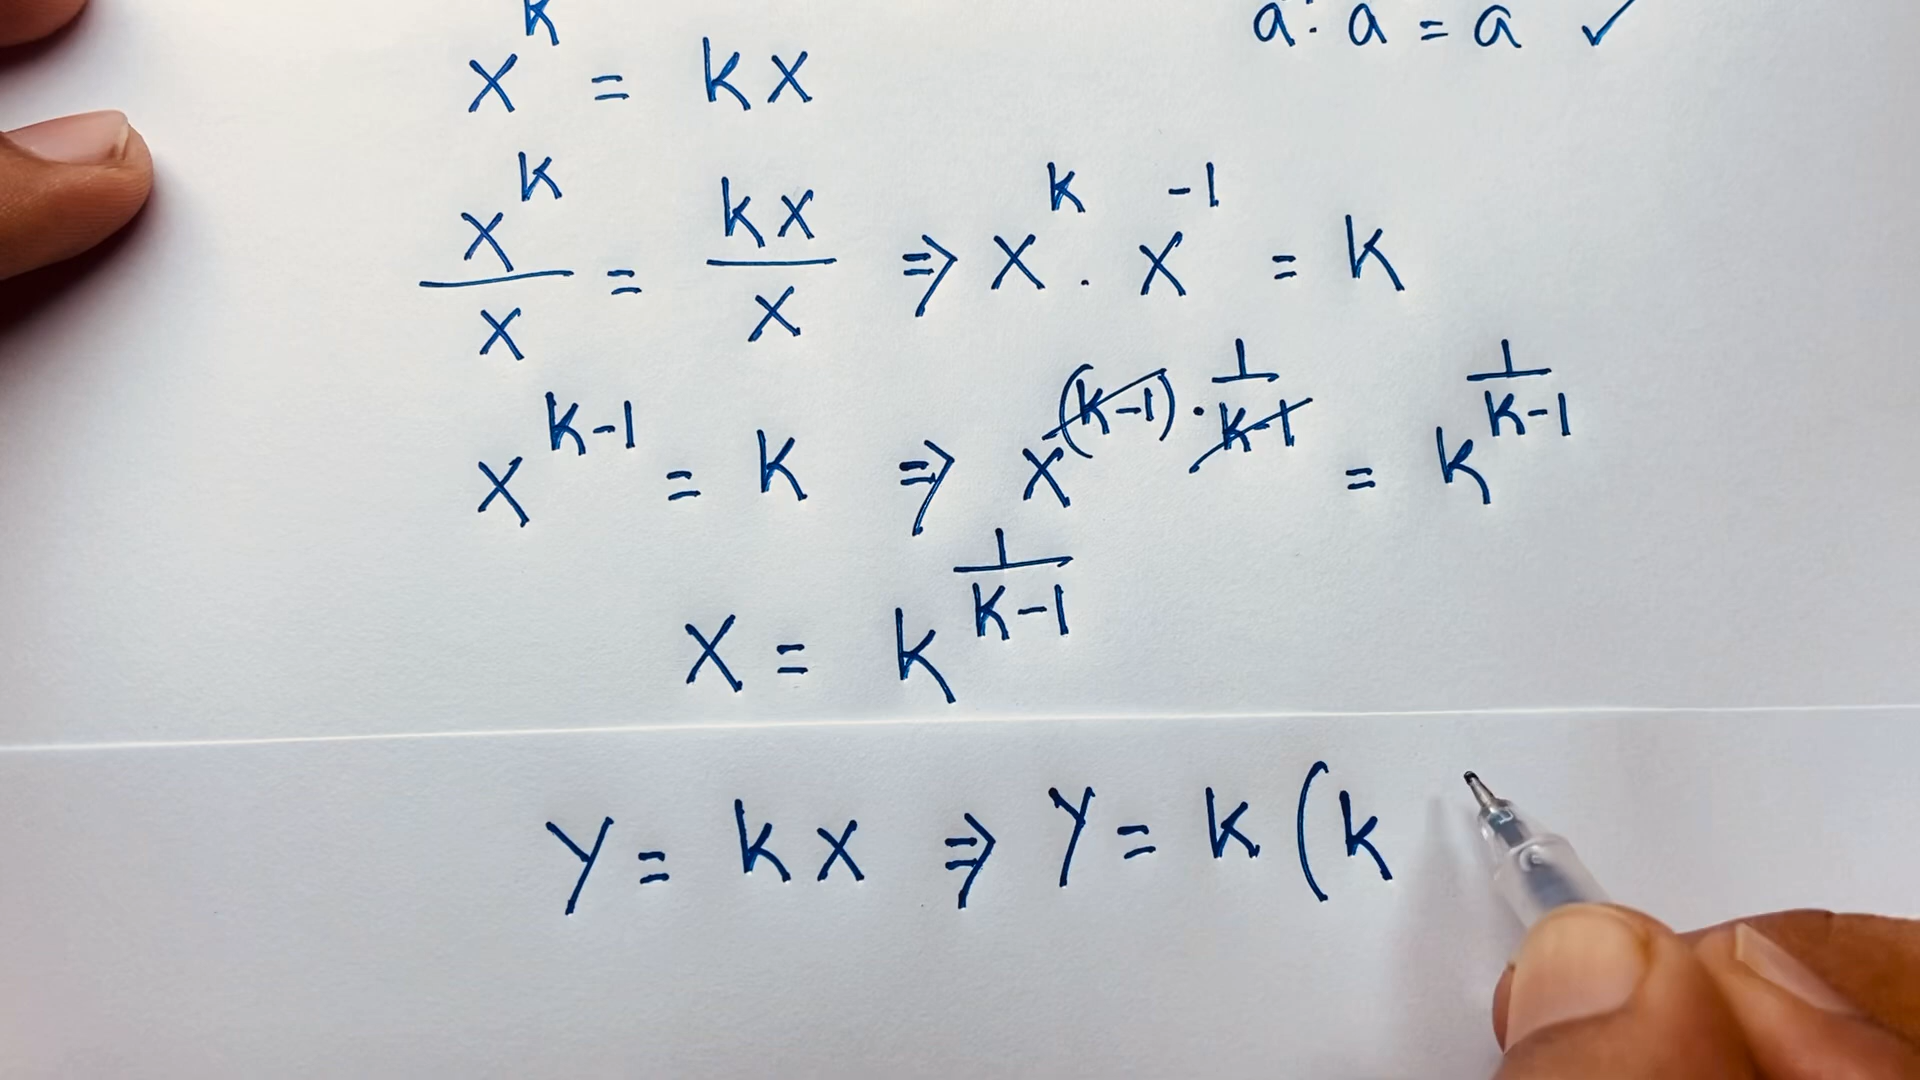 x^k = kx
a· a = a ✓
x^k/x = kx/x ⇒ x^k · x^-1 = k
x^(k-1) = k ⇒ x^((k-1) · 1/(k-1)) = k^(1/(k-1))
x = k^(1/(k-1))
y = kx ⇒ y = k(k